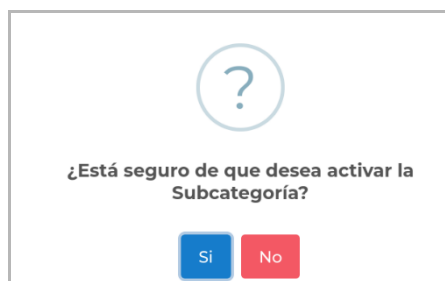 ?
¿Está seguro de que desea activar la
Subcategoría?
Si No